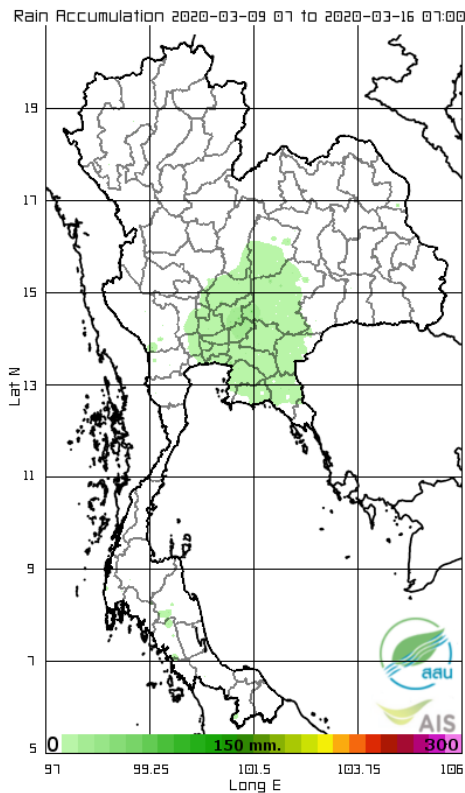 Rain Accumulation 2020-03-09 07 to 2020-03-16 07:00
19
17
15
13
11
9
7
5
Lat N
สสน
AIS
0 150 mm. 300
97 99.25 101.5 103.75 106
Long E